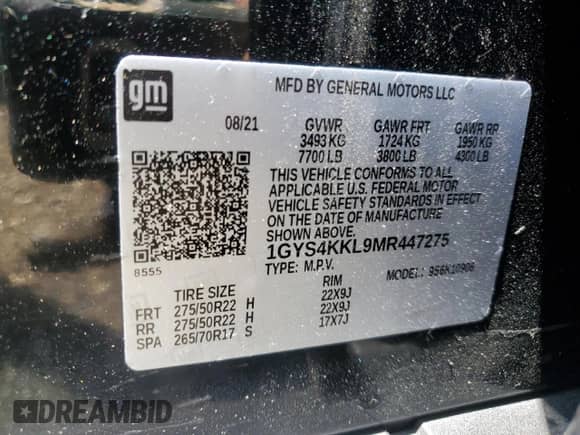 gm
MFD BY GENERAL MOTORS LLC
08/21 GVWR GAWR FRT GAWR RR
3493 KG 1724 KG 1950 KG
7700 LB 3800 LB 4300 LB
THIS VEHICLE CONFORMS TO ALL
APPLICABLE U.S. FEDERAL MOTOR
VEHICLE SAFETY STANDARDS IN EFFECT
ON THE DATE OF MANUFACTURE
SHOWN ABOVE.
1GYS4KKL9MR447275
8555
TYPE: M.P.V. MODEL: 9S6K10906
TIRE SIZE RIM
FRT 275/50R22 H 22X9J
RR 275/50R22 H 22X9J
SPA 265/70R17 S 17X7J
DREAMBID